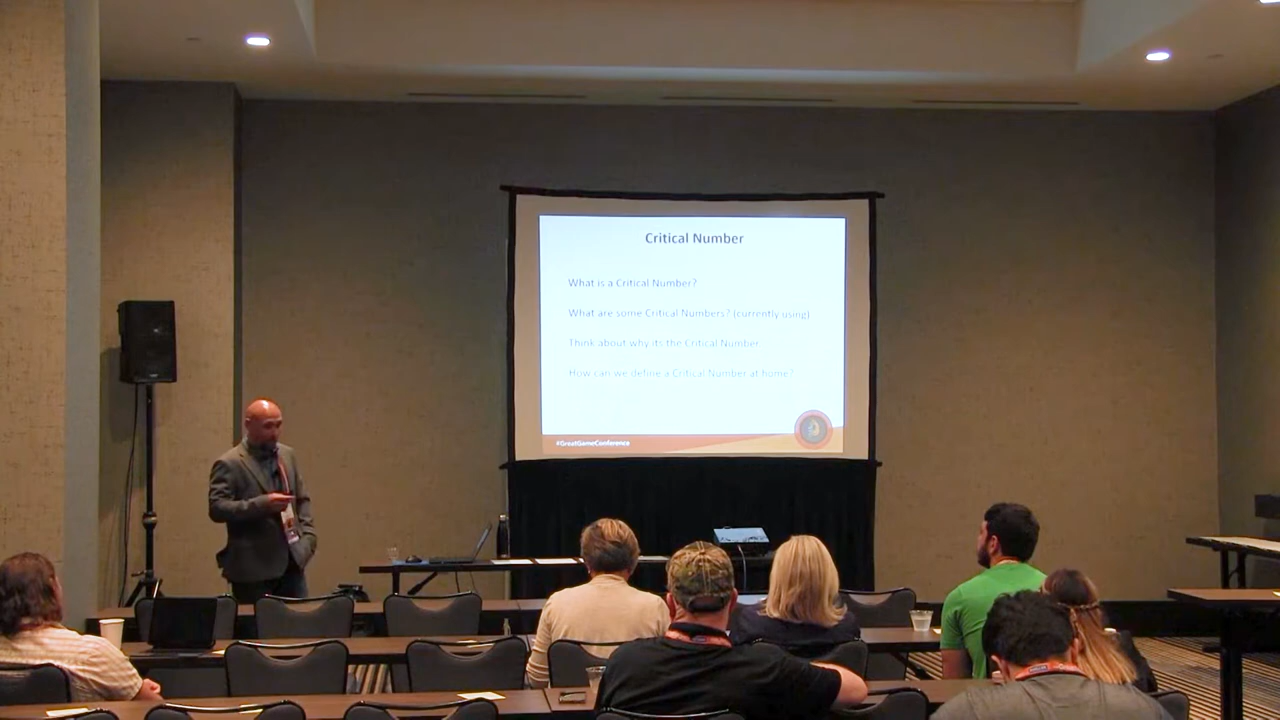 Critical Number
What is a Critical Number?
What are some Critical Numbers? (currently using)
Think about why its the Critical Number
How can we define a Critical Number at home?
#GreatGameConference